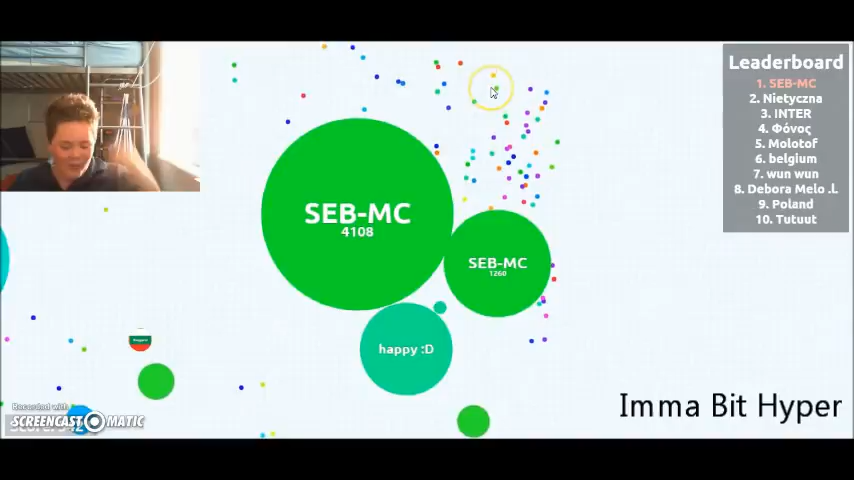 Leaderboard
1. SEB-MC
2. Nietyczna
3. INTER
4. Φόνος
5. Molotof
6. belgium
7. wun wun
8. Debora Melo .L
9. Poland
10. Tutuut
SEB-MC
4108
SEB-MC
1260
happy :D
Imma Bit Hyper
Recorded with
SCREENCAST MATIC